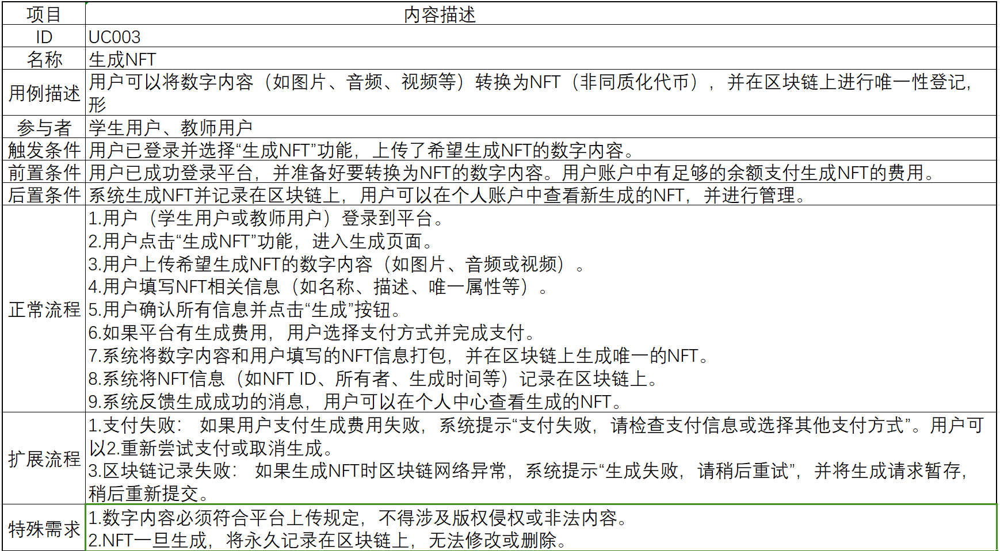 项目 内容描述
ID UC003
名称 生成NFT
用例描述 用户可以将数字内容（如图片、音频、视频等）转换为NFT（非同质化代币），并在区块链上进行唯一性登记，
形
参与者 学生用户、教师用户
触发条件 用户已登录并选择“生成NFT”功能，上传了希望生成NFT的数字内容。
前置条件 用户已成功登录平台，并准备好要转换为NFT的数字内容。用户账户中有足够的余额支付生成NFT的费用。
后置条件 系统生成NFT并记录在区块链上，用户可以在个人账户中查看新生成的NFT，并进行管理。
正常流程
1.用户（学生用户或教师用户）登录到平台。
2.用户点击“生成NFT”功能，进入生成页面。
3.用户上传希望生成NFT的数字内容（如图片、音频或视频）。
4.用户填写NFT相关信息（如名称、描述、唯一属性等）。
5.用户确认所有信息并点击“生成”按钮。
6.如果平台有生成费用，用户选择支付方式并完成支付。
7.系统将数字内容和用户填写的NFT信息打包，并在区块链上生成唯一的NFT。
8.系统将NFT信息（如NFT ID、所有者、生成时间等）记录在区块链上。
9.系统反馈生成成功的消息，用户可以在个人中心查看生成的NFT。
扩展流程
1.支付失败： 如果用户支付生成费用失败，系统提示“支付失败，请检查支付信息或选择其他支付方式”。用户可
以2.重新尝试支付或取消生成。
3.区块链记录失败： 如果生成NFT时区块链网络异常，系统提示“生成失败，请稍后重试”，并将生成请求暂存，
稍后重新提交。
特殊需求
1.数字内容必须符合平台上传规定，不得涉及版权侵权或非法内容。
2.NFT一旦生成，将永久记录在区块链上，无法修改或删除。